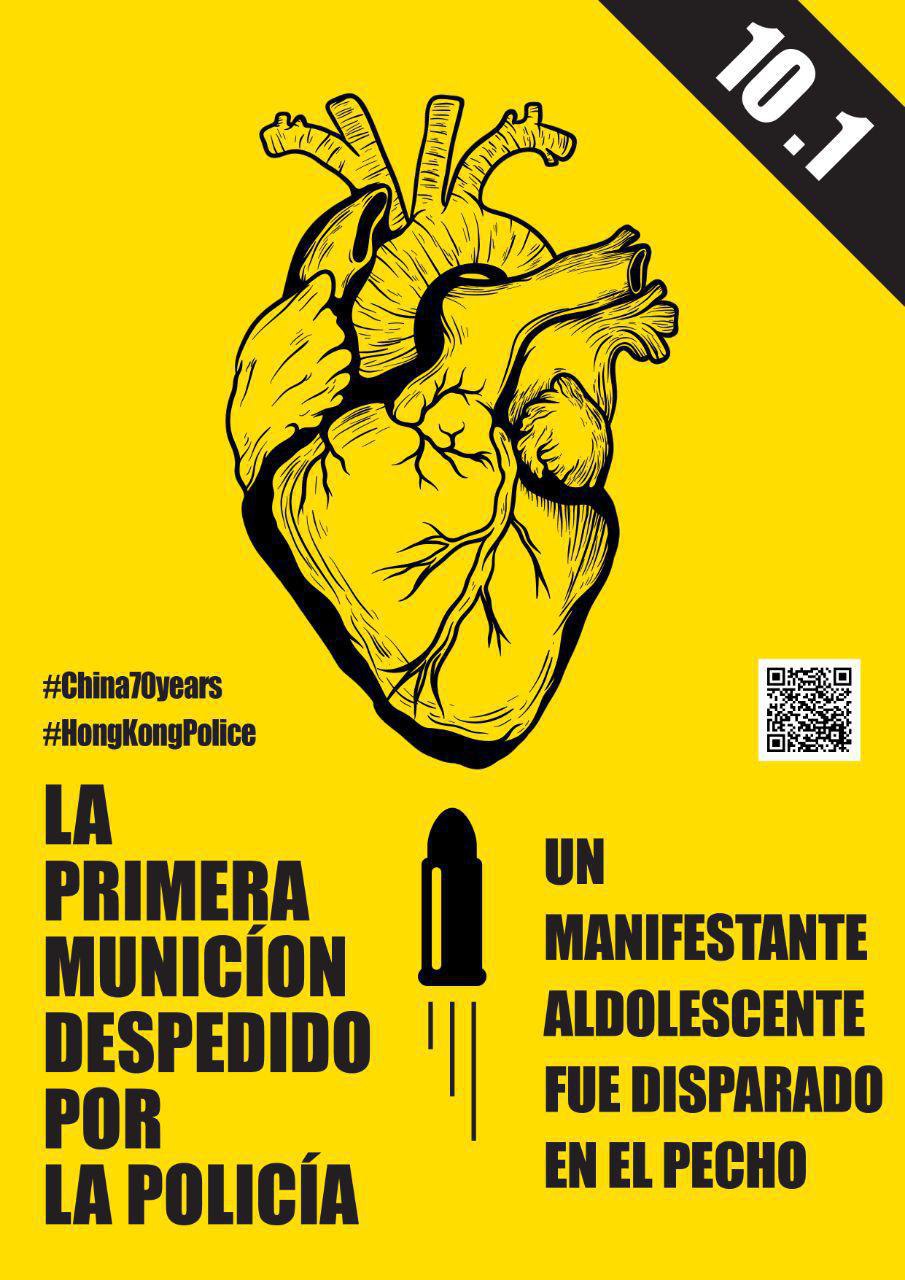 10.1
#China70years
#HongKongPolice
LA
PRIMERA
MUNICÍON
DESPEDIDO
POR
LA POLICÍA
UN
MANIFESTANTE
ALDOLESCENTE
FUE DISPARADO
EN EL PECHO